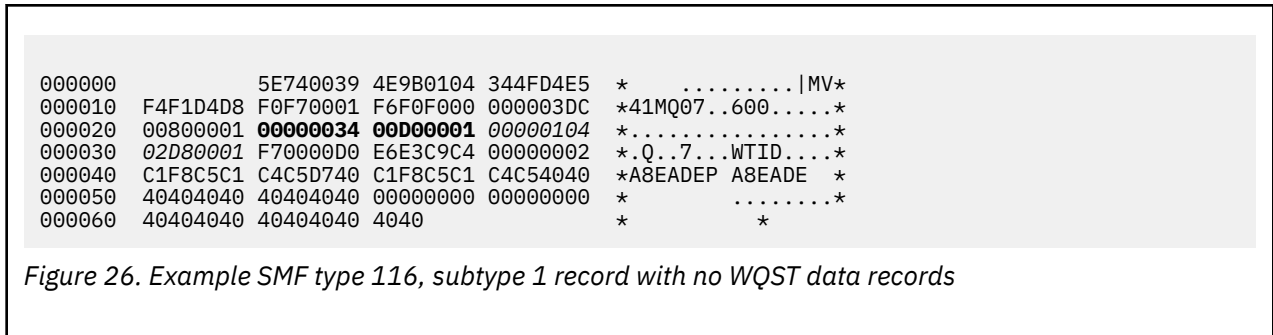 000000 5E740039 4E9B0104 344FD4E5 * .........|MV*
000010 F4F1D4D8 F0F70001 F6F0F000 000003DC *41MQ07..600.....*
000020 00800001 00000034 00D00001 00000104 *................*
000030 02D80001 F70000D0 E6E3C9C4 00000002 *.Q..7...WTID....*
000040 C1F8C5C1 C4C5D740 C1F8C5C1 C4C54040 *A8EADEP A8EADE *
000050 40404040 40404040 00000000 00000000 * ........*
000060 40404040 40404040 4040 * *
Figure 26. Example SMF type 116, subtype 1 record with no WQST data records